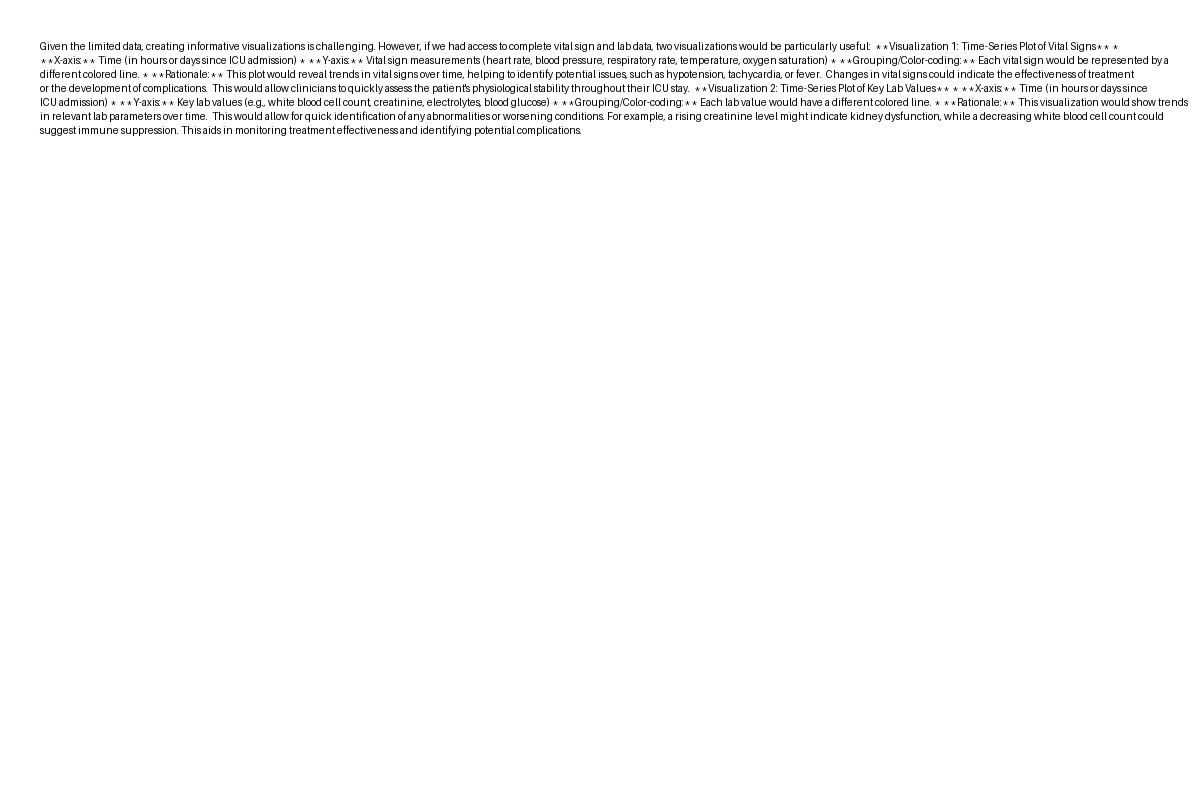 Given the limited data, creating informative visualizations is challenging. However, if we had access to complete vital sign and lab data, two visualizations would be particularly useful:  **Visualization 1: Time-Series Plot of Vital Signs** *
**X-axis:** Time (in hours or days since ICU admission) * **Y-axis:** Vital sign measurements (heart rate, blood pressure, respiratory rate, temperature, oxygen saturation) * **Grouping/Color-coding:** Each vital sign would be represented by a
different colored line. * **Rationale:** This plot would reveal trends in vital signs over time, helping to identify potential issues, such as hypotension, tachycardia, or fever.  Changes in vital signs could indicate the effectiveness of treatment
or the development of complications.  This would allow clinicians to quickly assess the patient's physiological stability throughout their ICU stay.  **Visualization 2: Time-Series Plot of Key Lab Values** * **X-axis:** Time (in hours or days since
ICU admission) * **Y-axis:** Key lab values (e.g., white blood cell count, creatinine, electrolytes, blood glucose) * **Grouping/Color-coding:** Each lab value would have a different colored line. * **Rationale:** This visualization would show trends
in relevant lab parameters over time.  This would allow for quick identification of any abnormalities or worsening conditions. For example, a rising creatinine level might indicate kidney dysfunction, while a decreasing white blood cell count could
suggest immune suppression. This aids in monitoring treatment effectiveness and identifying potential complications.